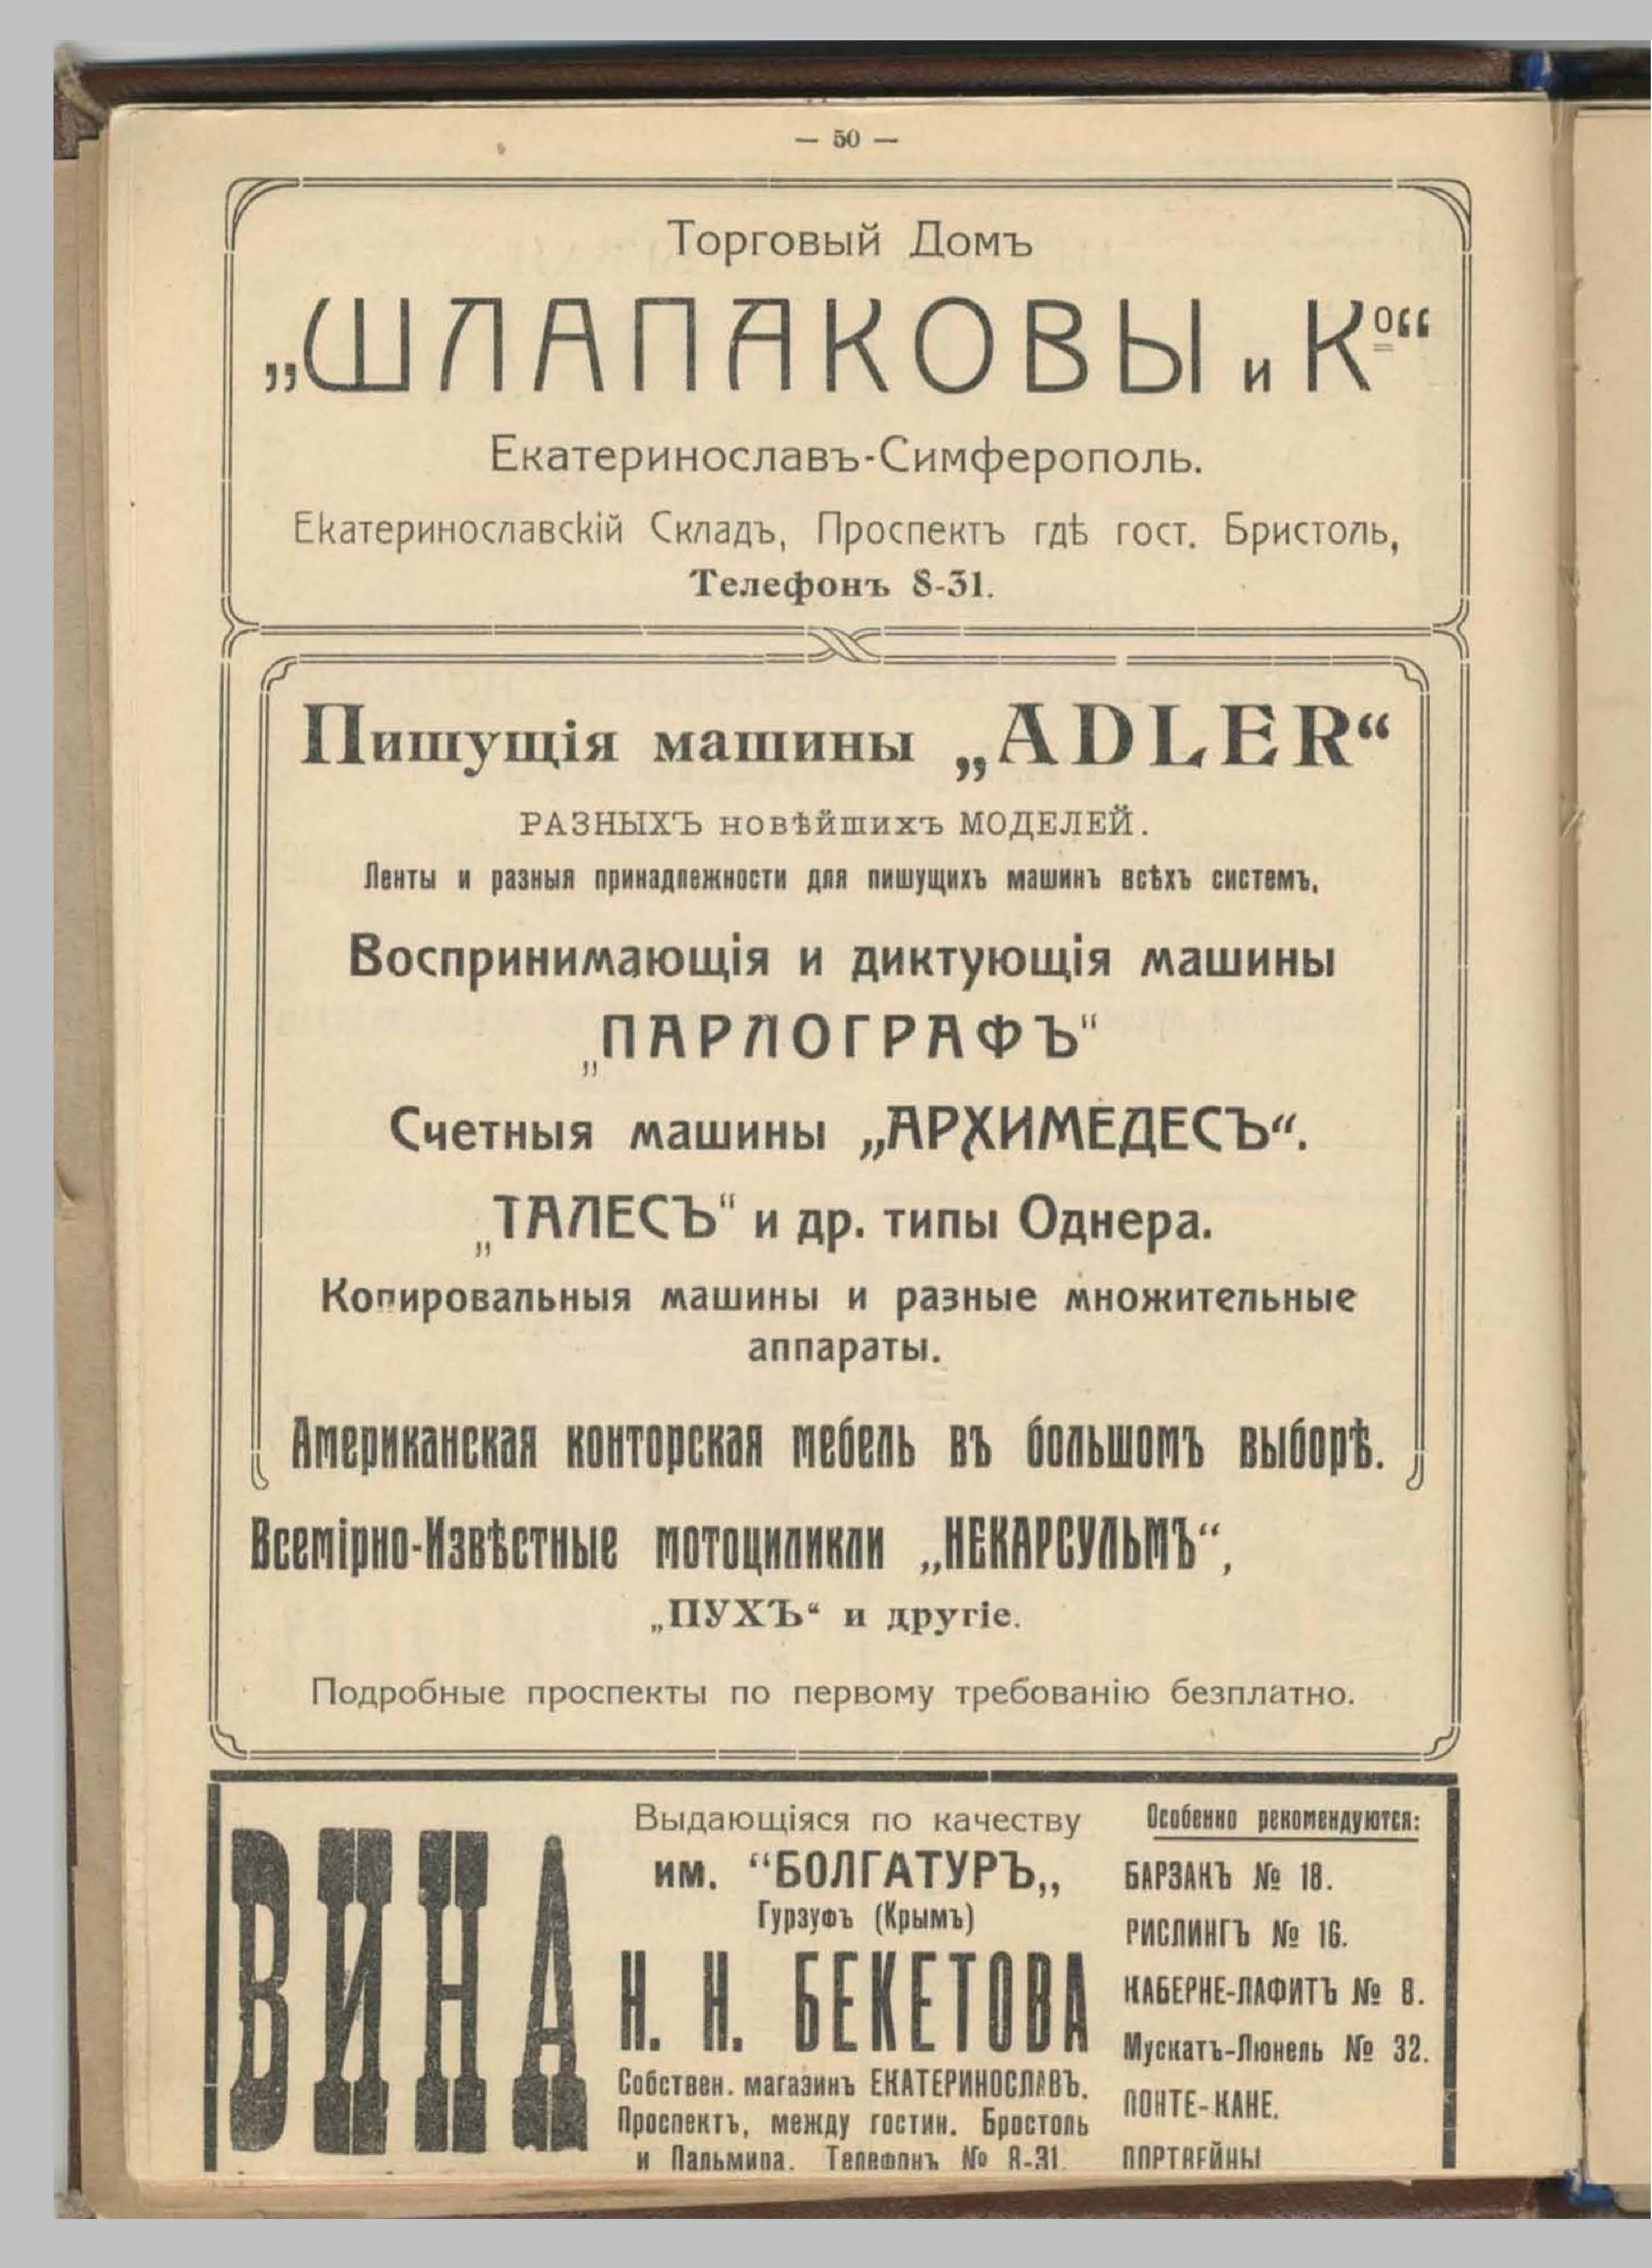 — 50 —
Торговый Домъ
„ШЛАПАКОВЫ и Кº“
Екатеринославъ-Симферополь.
Екатеринославскій Складъ, Проспектъ гдѣ гост. Бристоль,
Телефонъ 8-31.
Пишущія машины „ADLER“
РАЗНЫХЪ новѣйшихъ МОДЕЛЕЙ.
Ленты и разныя принадлежности для пишущихъ машинъ всѣхъ системъ.
Воспринимающія и диктующія машины
„ПАРЛОГРАФЪ“
Счетныя машины „АРХИМЕДЕСЪ“.
„ТАЛЕСЪ“ и др. типы Однера.
Копировальныя машины и разные множительные
аппараты.
Американская конторская мебель въ большомъ выборѣ.
Всемірно-Извѣстные мотоциликли „НЕКАРСУЛЬМЪ“,
„ПУХЪ“ и другіе.
Подробные проспекты по первому требованію безплатно.
ВИНА
Выдающіяся по качеству
им. “БОЛГАТУРЪ„
Гурзуфъ (Крымъ)
Н. Н. БЕКЕТОВА
Собствен. магазинъ ЕКАТЕРИНОСЛАВЪ.
Проспектъ, между гостин. Бростоль
и Пальмира. Телефонъ № 8-31.
Особенно рекомендуются:
БАРЗАКЪ № 18.
РИСЛИНГЪ № 16.
КАБЕРНЕ-ЛАФИТЪ № 8.
Мускатъ-Люнель № 32.
ПОНТЕ-КАНЕ.
ПОРТВЕЙНЫ